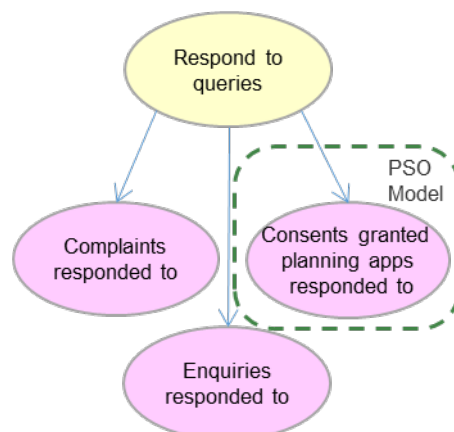 Respond to
queries
PSO
Model
Complaints
responded to
Consents granted
planning apps
responded to
Enquiries
responded to